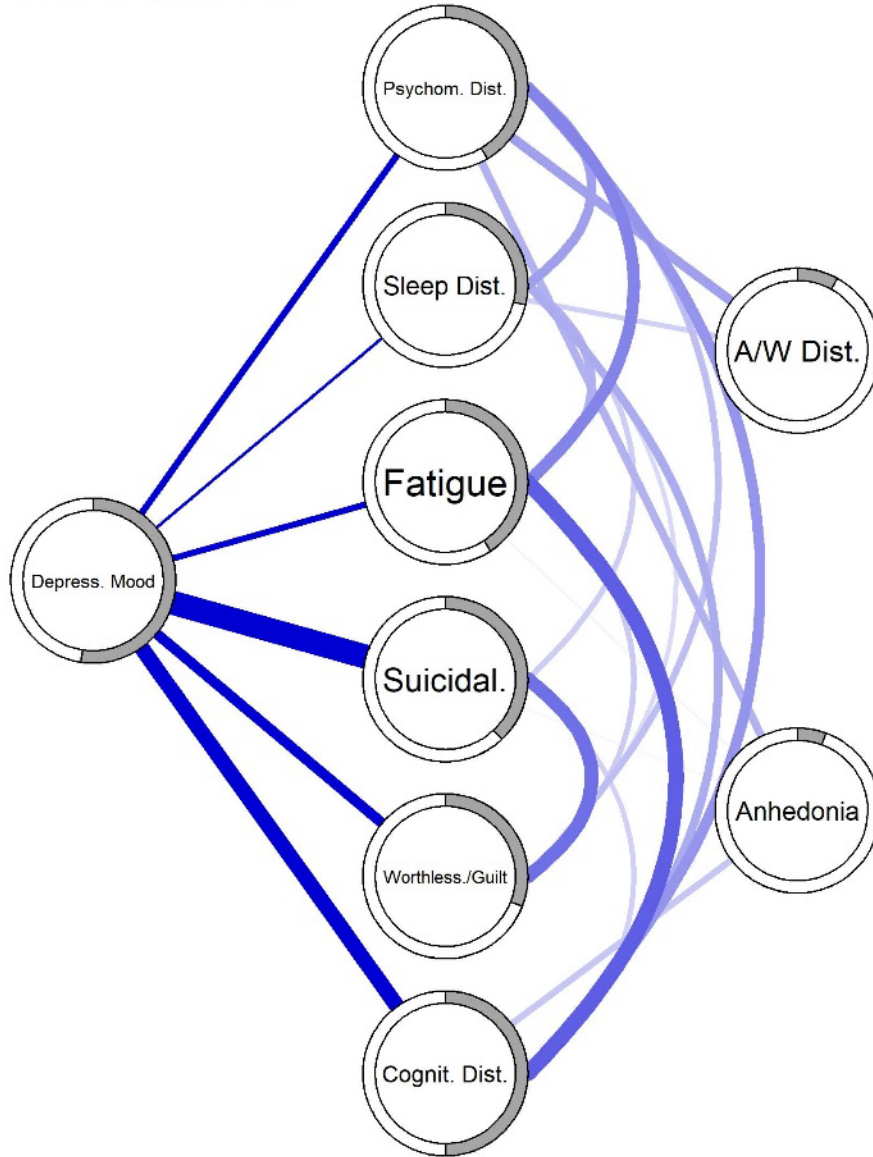 Psychom. Dist.
Sleep Dist.
A/W Dist.
Fatigue
Depress. Mood
Suicidal.
Anhedonia
Worthless./Guilt
Cognit. Dist.